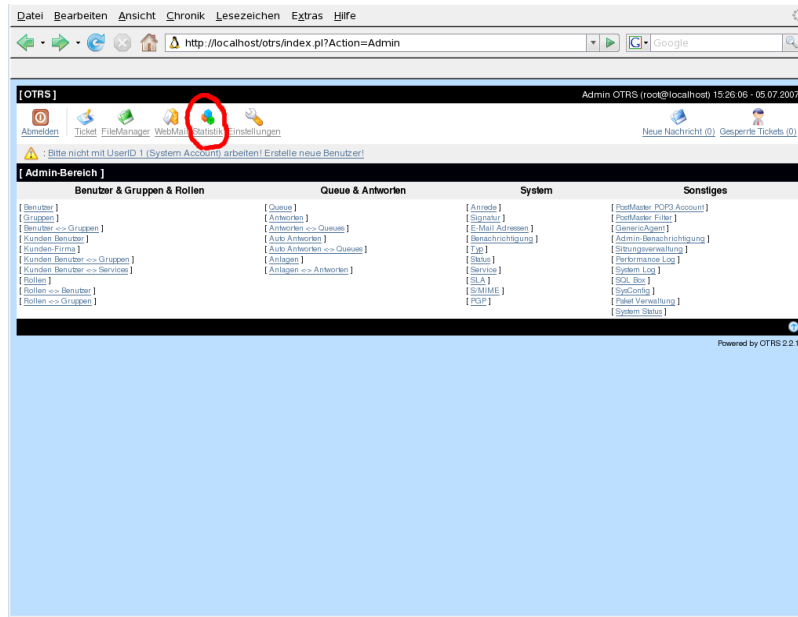 Datei Bearbeiten Ansicht Chronik Lesezeichen Extras Hilfe
http://localhost/otrs/index.pl?Action=Admin
G Google
[ OTRS ] Admin OTRS (root@localhost) 15:26:06 - 05.07.2007
Abmelden Ticket FileManager WebMail Statistik Einstellungen Neue Nachricht (0) Gesperrte Tickets (0)
: Bitte nicht mit UserID 1 (System Account) arbeiten! Erstelle neue Benutzer!
[ Admin-Bereich ]
Benutzer & Gruppen & Rollen Queue & Antworten System Sonstiges
[ Benutzer ] [ Queue ] [ Anrede ] [ PostMaster POP3 Account ]
[ Gruppen ] [ Antworten ] [ Signatur ] [ PostMaster Filter ]
[ Benutzer <-> Gruppen ] [ Antworten <-> Queues ] [ E-Mail Adressen ] [ GenericAgent ]
[ Kunden Benutzer ] [ Auto Antworten ] [ Benachrichtigung ] [ Admin-Benachrichtigung ]
[ Kunden-Firma ] [ Auto Antworten <-> Queues ] [ Typ ] [ Sitzungsverwaltung ]
[ Kunden Benutzer <-> Gruppen ] [ Anlagen ] [ Status ] [ Performance Log ]
[ Kunden Benutzer <-> Services ] [ Anlagen <-> Antworten ] [ Service ] [ System Log ]
[ Rollen ] [ SLA ] [ SQL Box ]
[ Rollen <-> Benutzer ] [ S/MIME ] [ SysConfig ]
[ Rollen <-> Gruppen ] [ PGP ] [ Paket Verwaltung ]
[ System Status ]
Powered by OTRS 2.2.1